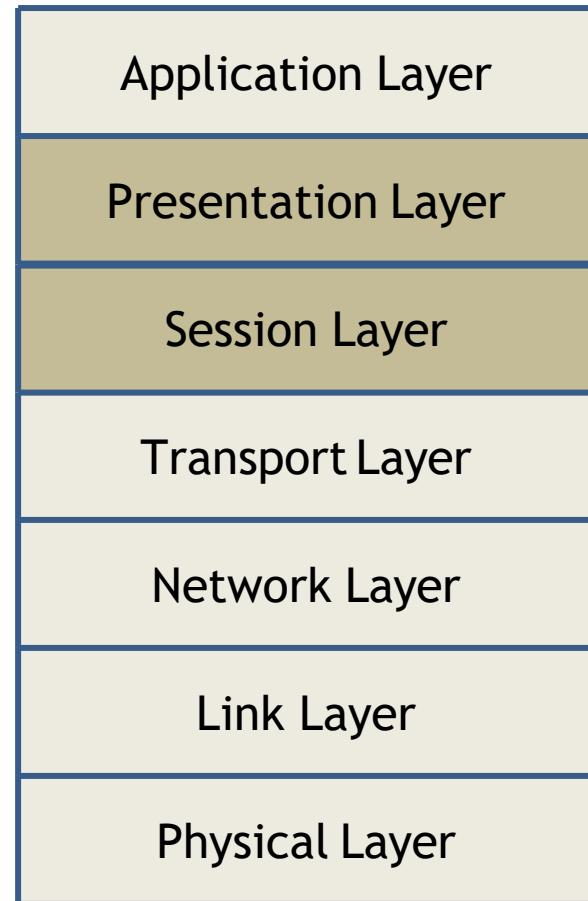 Application Layer
Presentation Layer
Session Layer
Transport Layer
Network Layer
Link Layer
Physical Layer